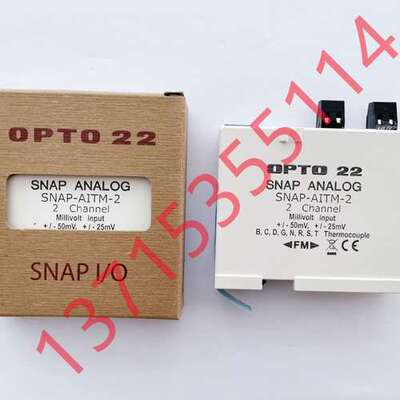 OPTO 22
SNAP ANALOG
SNAP-AITM-2
2 Channel
Millivolt input
+/- 50mV, +/- 25mV
SNAP I/O
OPTO 22
SNAP ANALOG
SNAP-AITM-2
2 Channel
Millivolt input
+/- 50mV, +/- 25mV
B, C, D, G, N, R, S, T Thermocouple
FM CE
13715355114